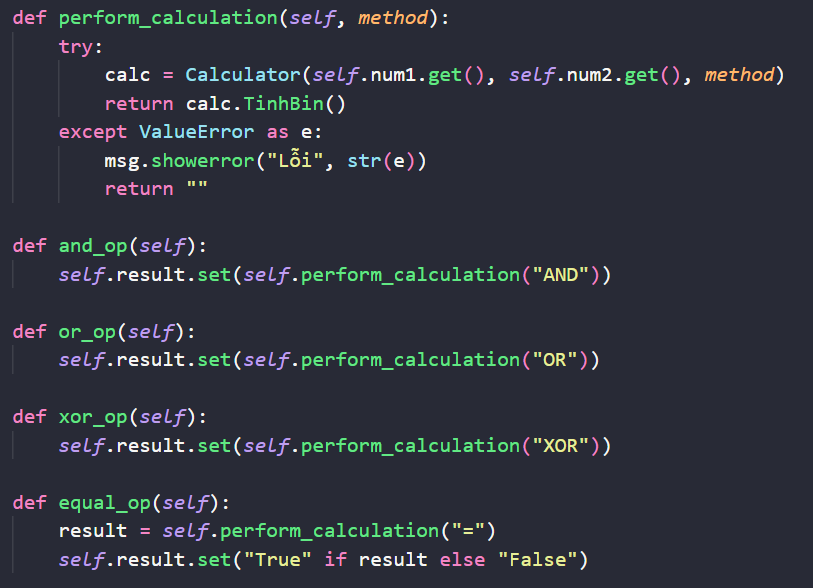 def perform_calculation(self, method):
    try:
        calc = Calculator(self.num1.get(), self.num2.get(), method)
        return calc.TinhBin()
    except ValueError as e:
        msg.showerror("Lỗi", str(e))
        return ""

def and_op(self):
    self.result.set(self.perform_calculation("AND"))

def or_op(self):
    self.result.set(self.perform_calculation("OR"))

def xor_op(self):
    self.result.set(self.perform_calculation("XOR"))

def equal_op(self):
    result = self.perform_calculation("=")
    self.result.set("True" if result else "False")